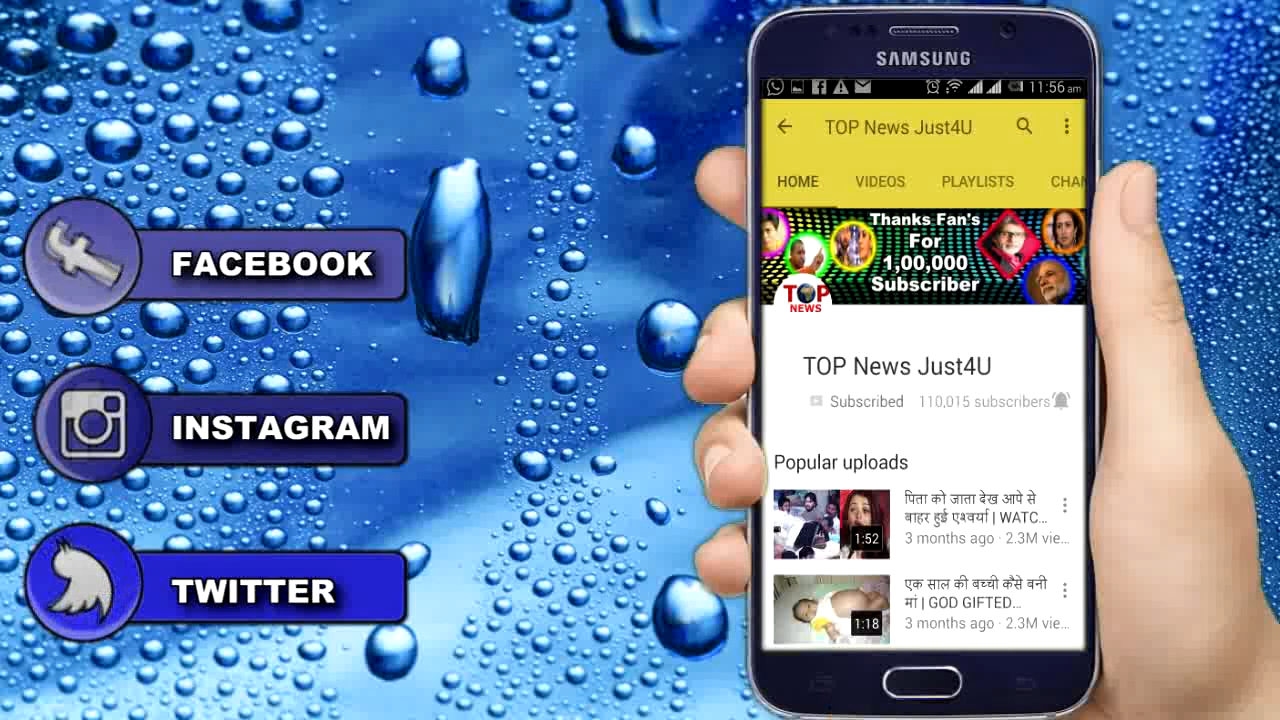 FACEBOOK
INSTAGRAM
TWITTER
SAMSUNG
11:56 am
TOP News Just4U
HOME VIDEOS PLAYLISTS CHAN
Thanks Fan's
For
1,00,000
Subscriber
TOP
NEWS
TOP News Just4U
Subscribed 110,015 subscribers
Popular uploads
पिता को जाता देख आपे से
बाहर हुई एश्वर्या | WATC...
1:52
3 months ago · 2.3M vie...
एक साल की बच्ची कैसे बनी
मां | GOD GIFTED...
1:18
3 months ago · 2.3M vie...